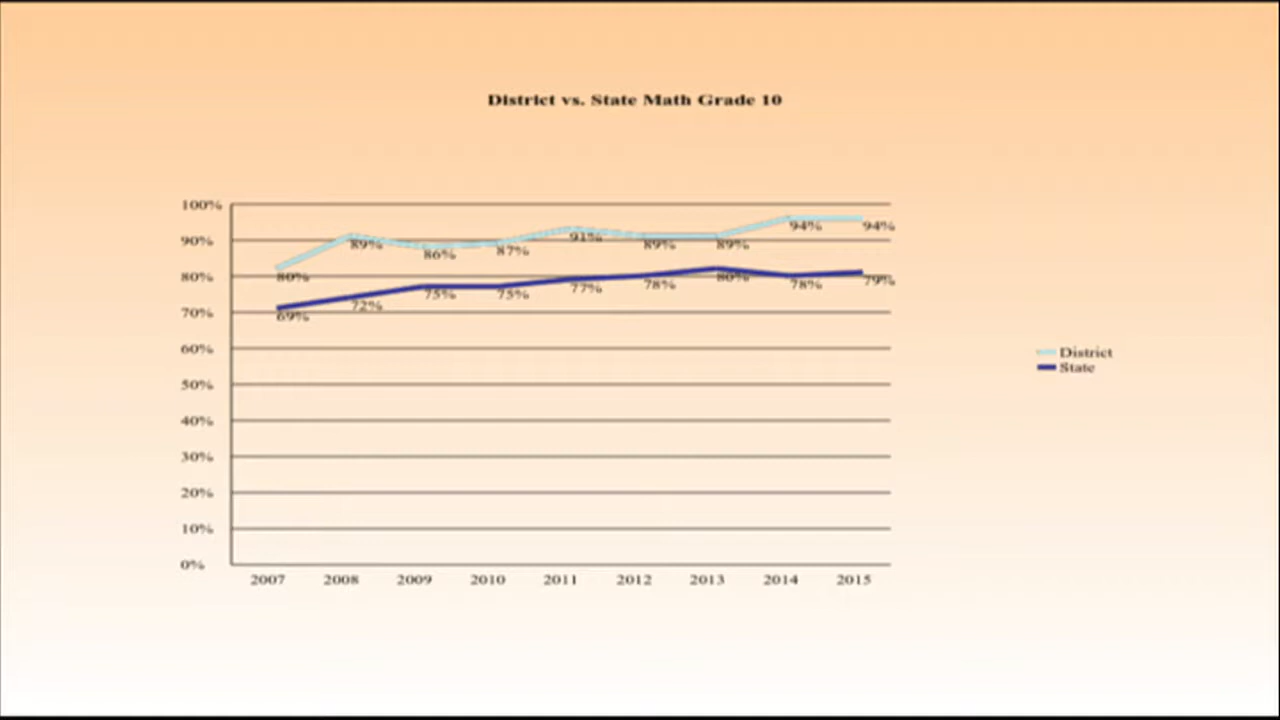 District vs. State Math Grade 10
100%
90%
80%
70%
60%
50%
40%
30%
20%
10%
0%
80% 89% 86% 87% 91% 89% 89% 94% 94%
69% 72% 75% 75% 77% 78% 80% 78% 79%
2007 2008 2009 2010 2011 2012 2013 2014 2015
District
State